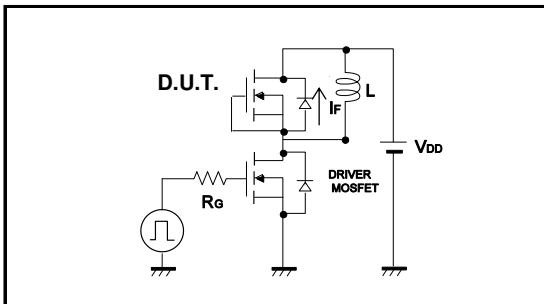 D.U.T.
IF
L
VDD
DRIVER
MOSFET
RG